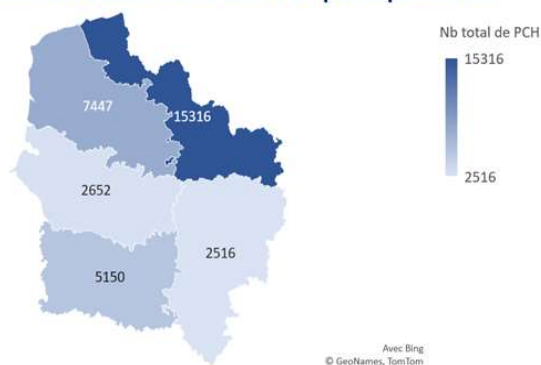 Nb total de PCH
15316
2516
7447
15316
2652
5150
2516
Avec Bing
© GeoNames, TomTom